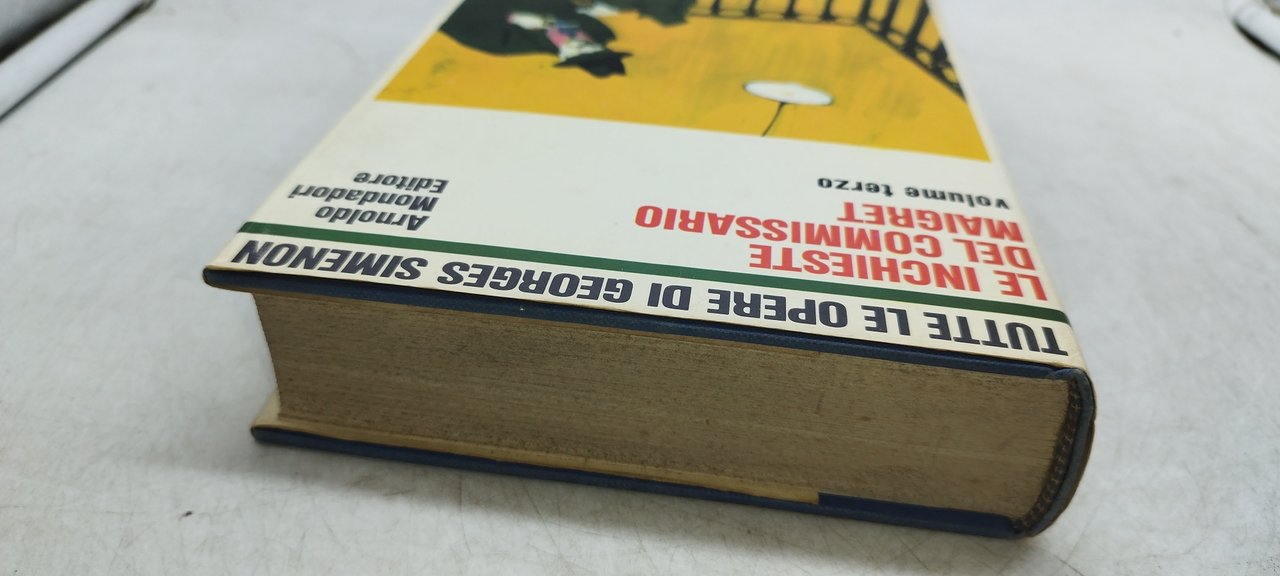 TUTTE LE OPERE DI GEORGES SIMENON
LE INCHIESTE
DEL COMMISSARIO
MAIGRET
volume terzo
Arnoldo
Mondadori
Editore